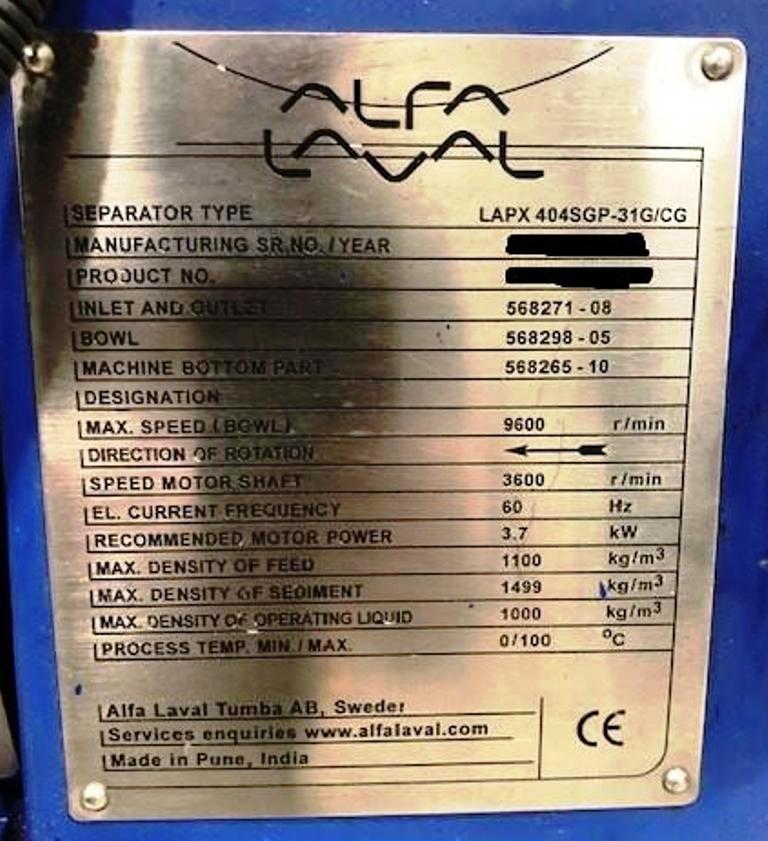 ALFA
LAVAL
SEPARATOR TYPE LAPX 404SGP-31G/CG
MANUFACTURING SR.NO. / YEAR
PRODUCT NO.
INLET AND OUTLET 568271 - 08
BOWL 568298 - 05
MACHINE BOTTOM PART 568265 - 10
DESIGNATION
MAX. SPEED (BOWL) 9600 r/min
DIRECTION OF ROTATION
SPEED MOTOR SHAFT 3600 r/min
EL. CURRENT FREQUENCY 60 Hz
RECOMMENDED MOTOR POWER 3.7 kW
MAX. DENSITY OF FEED 1100 kg/m³
MAX. DENSITY OF SEDIMENT 1499 kg/m³
MAX. DENSITY OF OPERATING LIQUID 1000 kg/m³
PROCESS TEMP. MIN. / MAX. 0/100 °C
Alfa Laval Tumba AB, Sweder
Services enquiries www.alfalaval.com
Made in Pune, India
CE